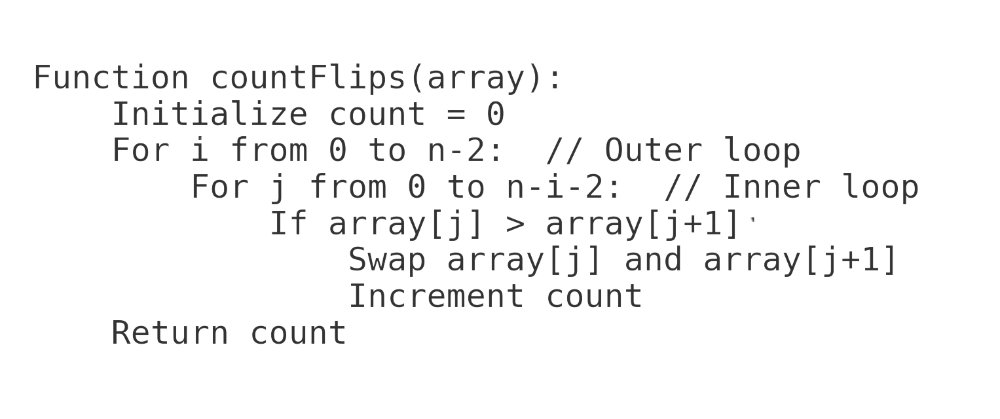 Function countFlips(array):
    Initialize count = 0
    For i from 0 to n-2:  // Outer loop
        For j from 0 to n-i-2:  // Inner loop
            If array[j] > array[j+1]
                Swap array[j] and array[j+1]
                Increment count
    Return count